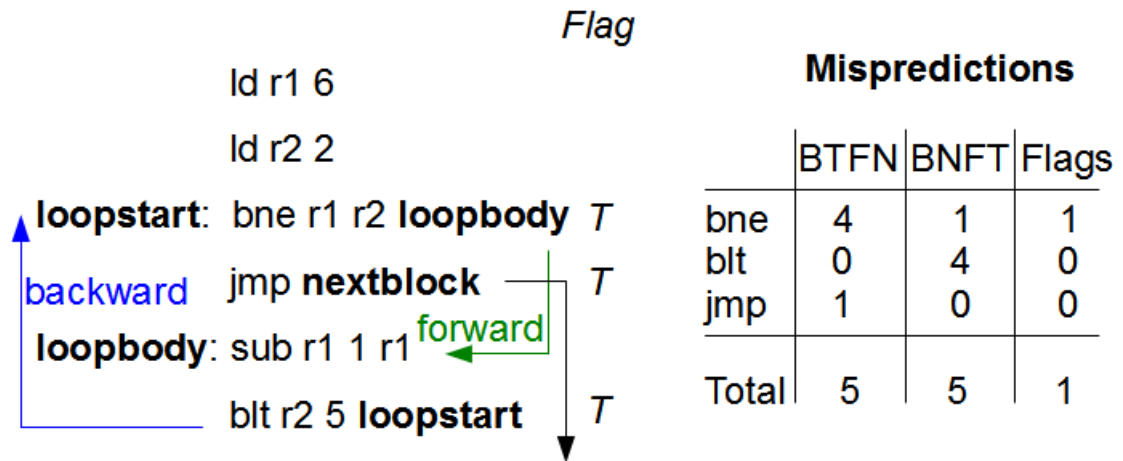 Flag
ld r1 6
ld r2 2
loopstart: bne r1 r2 loopbody T
backward jmp nextblock T
forward
loopbody: sub r1 1 r1
blt r2 5 loopstart T
Mispredictions
BTFN BNFT Flags
bne 4 1 1
blt 0 4 0
jmp 1 0 0
Total 5 5 1